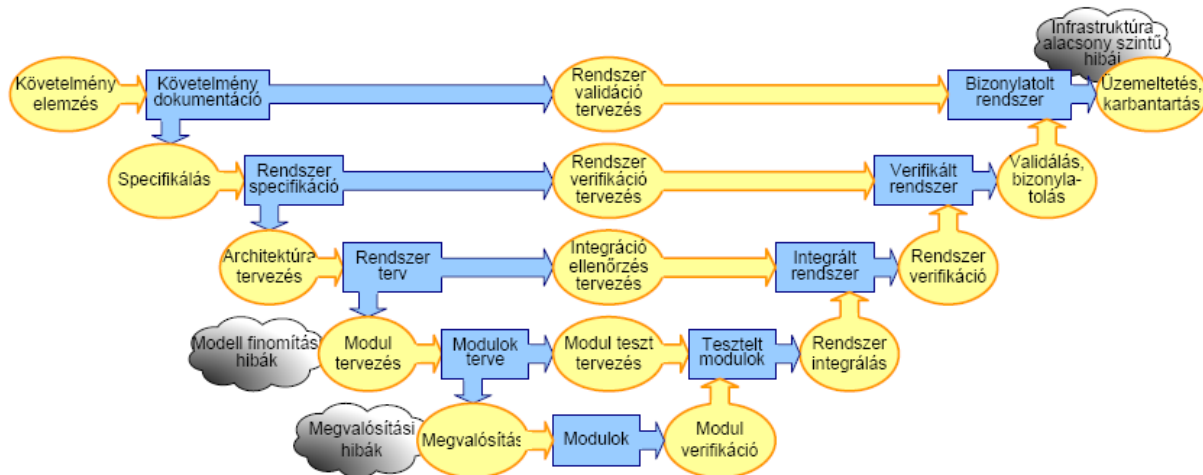 Infrastruktúra
alacsony szintű
hibái
Követelmény
elemzés
Követelmény
dokumentáció
Rendszer
validáció
tervezés
Bizonylatolt
rendszer
Üzemeltetés,
karbantartás
Specifikálás
Rendszer
specifikáció
Rendszer
verifikáció
tervezés
Verifikált
rendszer
Validálás,
bizonyla-
tolás
Architektúra
tervezés
Rendszer
terv
Integráció
ellenőrzés
tervezés
Integrált
rendszer
Rendszer
verifikáció
Modell finomítás
hibák
Modul
tervezés
Modulok
terve
Modul teszt
tervezés
Tesztelt
modulok
Rendszer
integrálás
Megvalósítási
hibák
Megvalósítás
Modulok
Modul
verifikáció